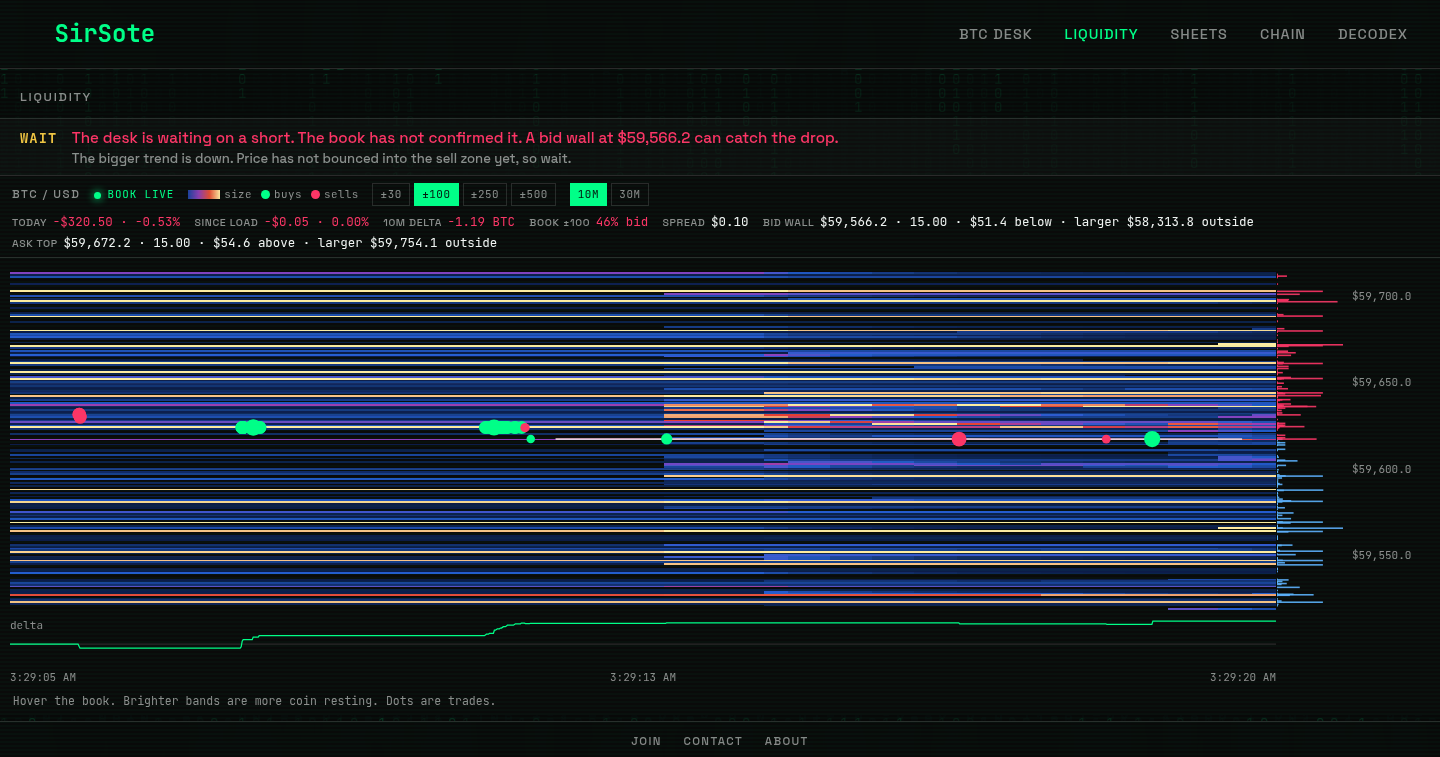 SirSote
BTC DESK LIQUIDITY SHEETS CHAIN DECODEX
LIQUIDITY
WAIT The desk is waiting on a short. The book has not confirmed it. A bid wall at $59,566.2 can catch the drop.
The bigger trend is down. Price has not bounced into the sell zone yet, so wait.
BTC / USD BOOK LIVE size buys sells ±30 ±100 ±250 ±500 10M 30M
TODAY -$320.50 · -0.53% SINCE LOAD -$0.05 · 0.00% 10M DELTA -1.19 BTC BOOK ±100 46% bid SPREAD $0.10 BID WALL $59,566.2 · 15.00 · $51.4 below · larger $58,313.8 outside
ASK TOP $59,672.2 · 15.00 · $54.6 above · larger $59,754.1 outside
$59,700.0
$59,650.0
$59,600.0
$59,550.0
delta
3:29:05 AM 3:29:13 AM 3:29:20 AM
Hover the book. Brighter bands are more coin resting. Dots are trades.
JOIN CONTACT ABOUT